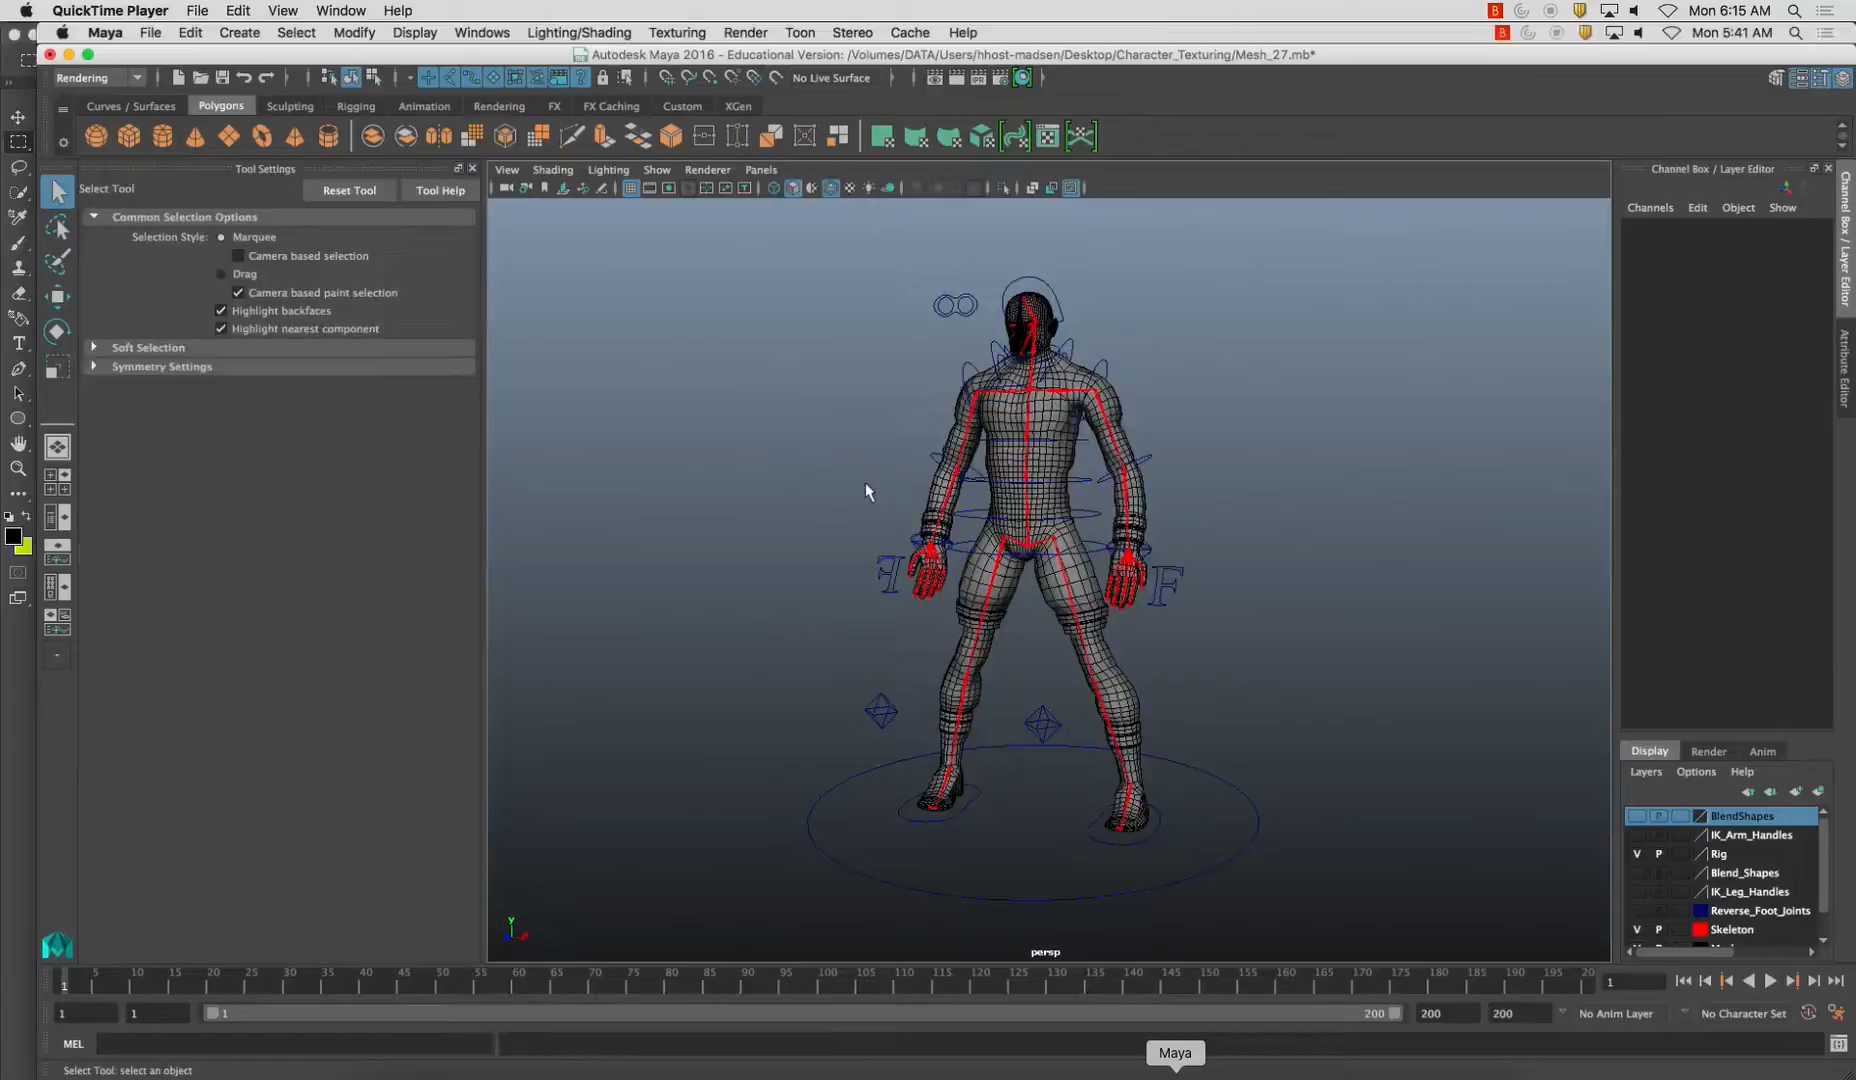 QuickTime Player File Edit View Window Help Mon 6:15 AM
Maya File Edit Create Select Modify Display Windows Lighting/Shading Texturing Render Toon Stereo Cache Help Mon 5:41 AM
Autodesk Maya 2016 - Educational Version: /Volumes/DATA/Users/hhost-madsen/Desktop/Character_Texturing/Mesh_27.mb*
Rendering No Live Surface
Curves / Surfaces Polygons Sculpting Rigging Animation Rendering FX FX Caching Custom XGen
Tool Settings
Select Tool Reset Tool Tool Help
Common Selection Options
Selection Style: Marquee
Camera based selection
Drag
Camera based paint selection
Highlight backfaces
Highlight nearest component
Soft Selection
Symmetry Settings
View Shading Lighting Show Renderer Panels
F F
Y
persp
Channel Box / Layer Editor
Channels Edit Object Show
Channel Box / Layer Editor
Attribute Editor
Display Render Anim
Layers Options Help
P BlendShapes
IK_Arm_Handles
V P Rig
Blend_Shapes
IK_Leg_Handles
Reverse_Foot_Joints
V P Skeleton
5 10 15 20 25 30 35 40 45 50 55 60 65 70 75 80 85 90 95 100 105 110 115 120 125 130 135 140 145 150 155 160 165 170 175 180 185 190 195 20
1 1
1 1 1 200 200 200 No Anim Layer No Character Set
MEL
Maya
Select Tool: select an object